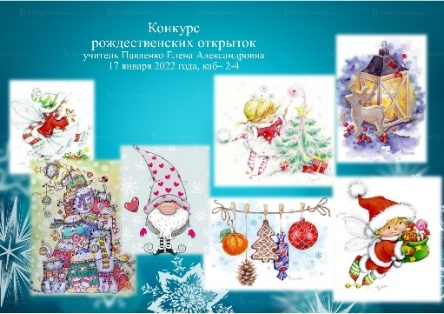 Конкурс
рождественских открыток
учитель Павленко Елена Александровна
17 января 2022 года, каб– 2-4